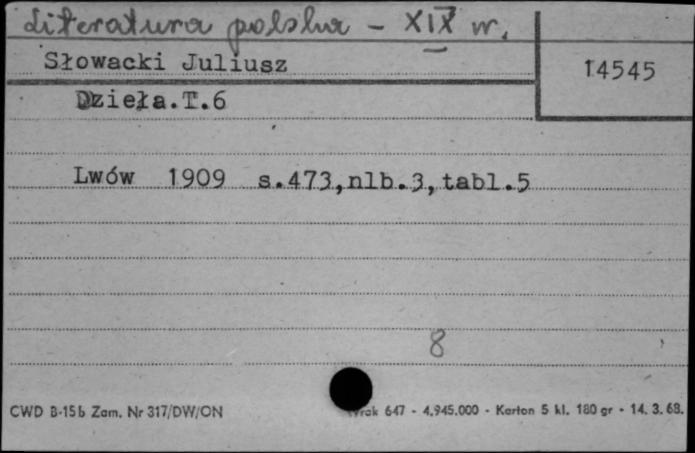 Literatura polska - XIX w.
Słowacki Juliusz
14545
Dzieła.T.6
Lwów 1909 s.473,nlb.3,tabl.5
8
CWD B-15b Zam. Nr 317/DW/ON
647 - 4.945.000 - Karton 5 kl. 180 gr - 14. 3. 68.